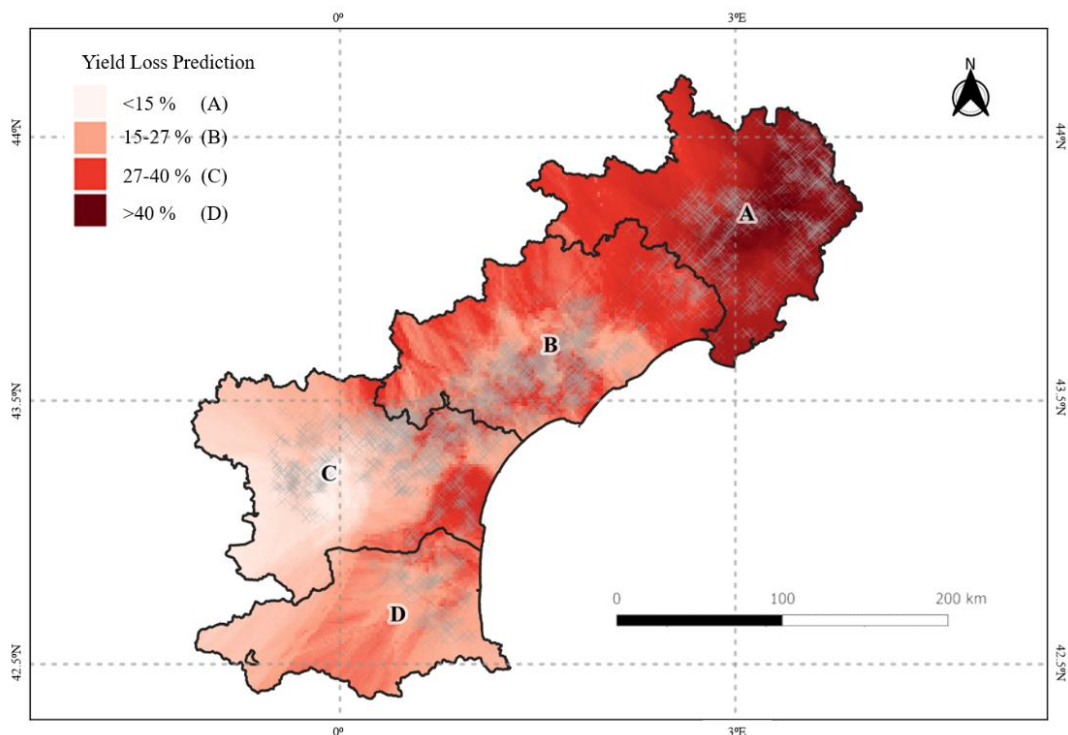 0º 3ºE
Yield Loss Prediction
<15 % (A)
15-27 % (B)
27-40 % (C)
>40 % (D)
N
44ºN 44ºN
A
B
43.5ºN 43.5ºN
C
0 100 200 km
D
42.5ºN 42.5ºN
0º 3ºE